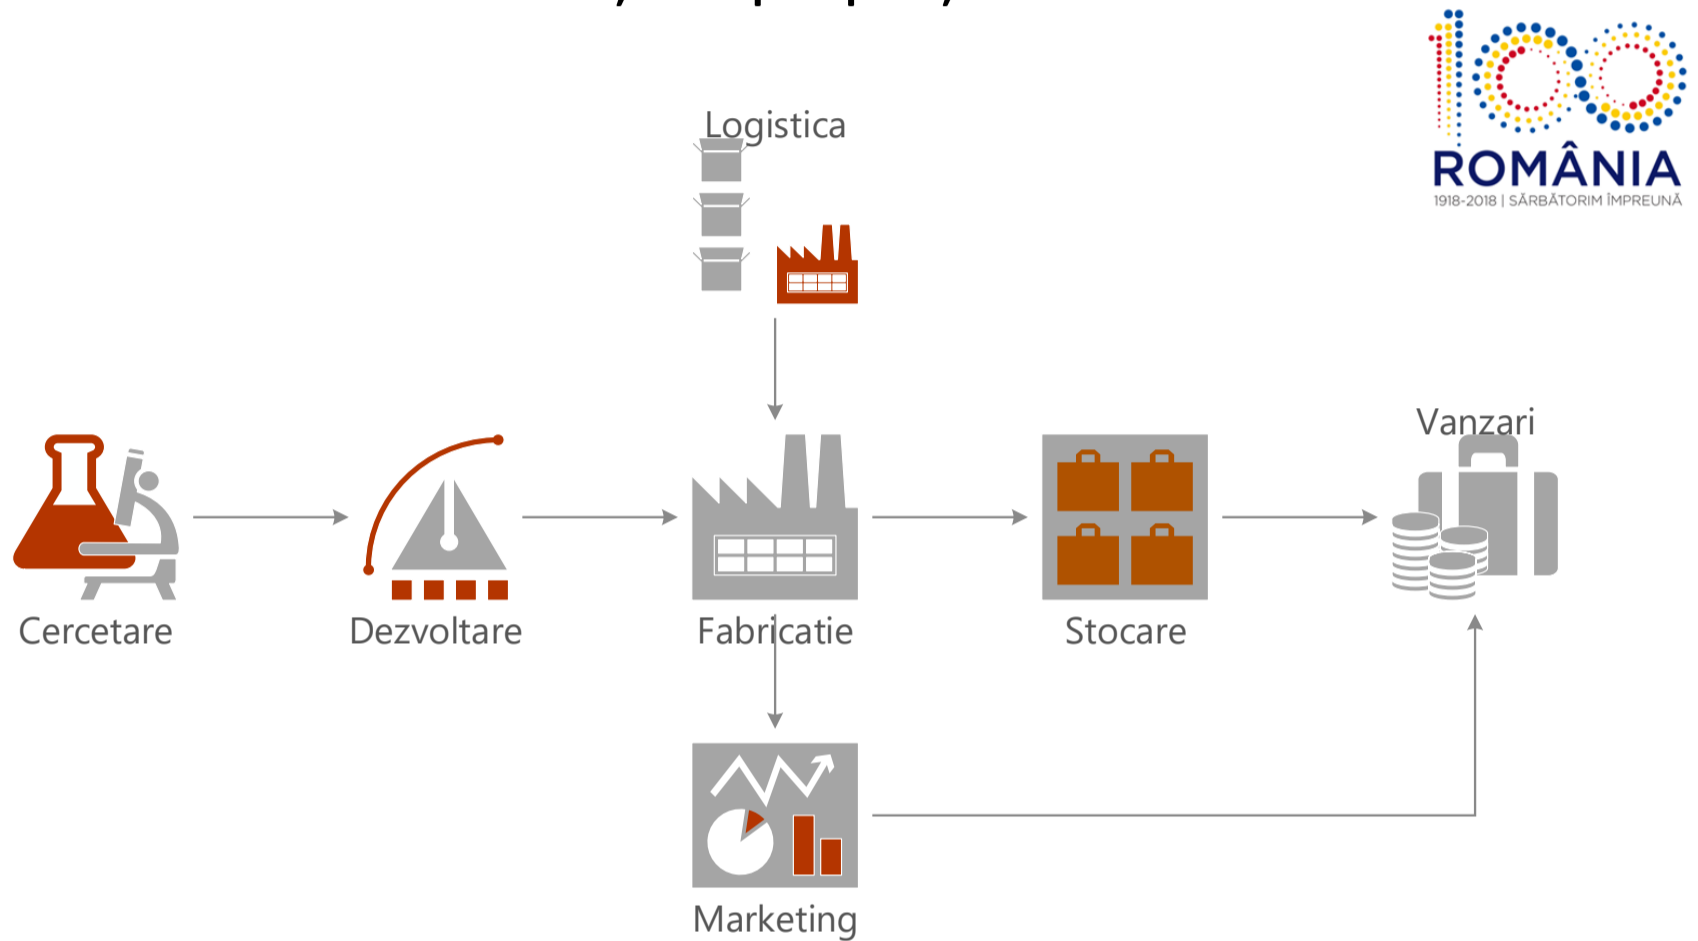 ROMÂNIA
1918-2018 | SĂRBĂTORIM ÎMPREUNĂ
Logistica
Vanzari
Cercetare
Dezvoltare
Fabricatie
Stocare
Marketing